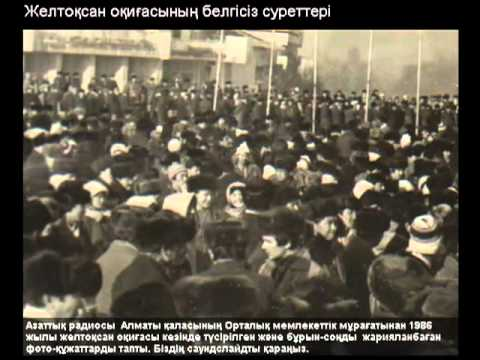 Желтоқсан оқиғасының белгісіз суреттері
Азаттық радиосы Алматы қаласының Орталық мемлекеттік мұрағатынан 1986
жылы желтоқсан оқиғасы кезінде түсірілген және бұрын-соңды жарияланбаған
фото-құжаттарды тапты. Біздің саундслайдты қараңыз.